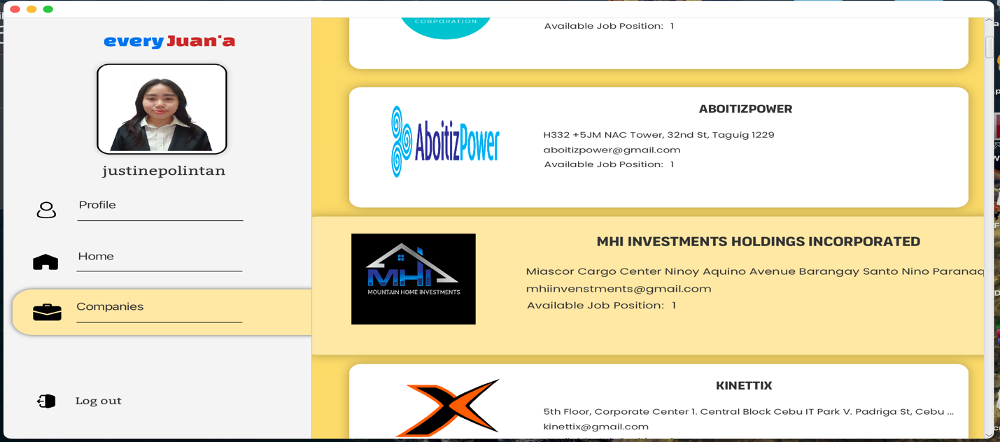 every Juan'a
justinepolintan
Profile
Home
Companies
Log out
CORPORATION
Available Job Position: 1
AboitizPower
ABOITIZPOWER
H332 +5JM NAC Tower, 32nd St, Taguig 1229
aboitizpower@gmail.com
Available Job Position: 1
MHI
MOUNTAIN HOME INVESTMENTS
MHI INVESTMENTS HOLDINGS INCORPORATED
Miascor Cargo Center Ninoy Aquino Avenue Barangay Santo Nino Paranaq
mhiinvenstments@gmail.com
Available Job Position: 1
KINETTIX
5th Floor, Corporate Center 1. Central Block Cebu IT Park V. Padriga St, Cebu ...
kinettix@gmail.com